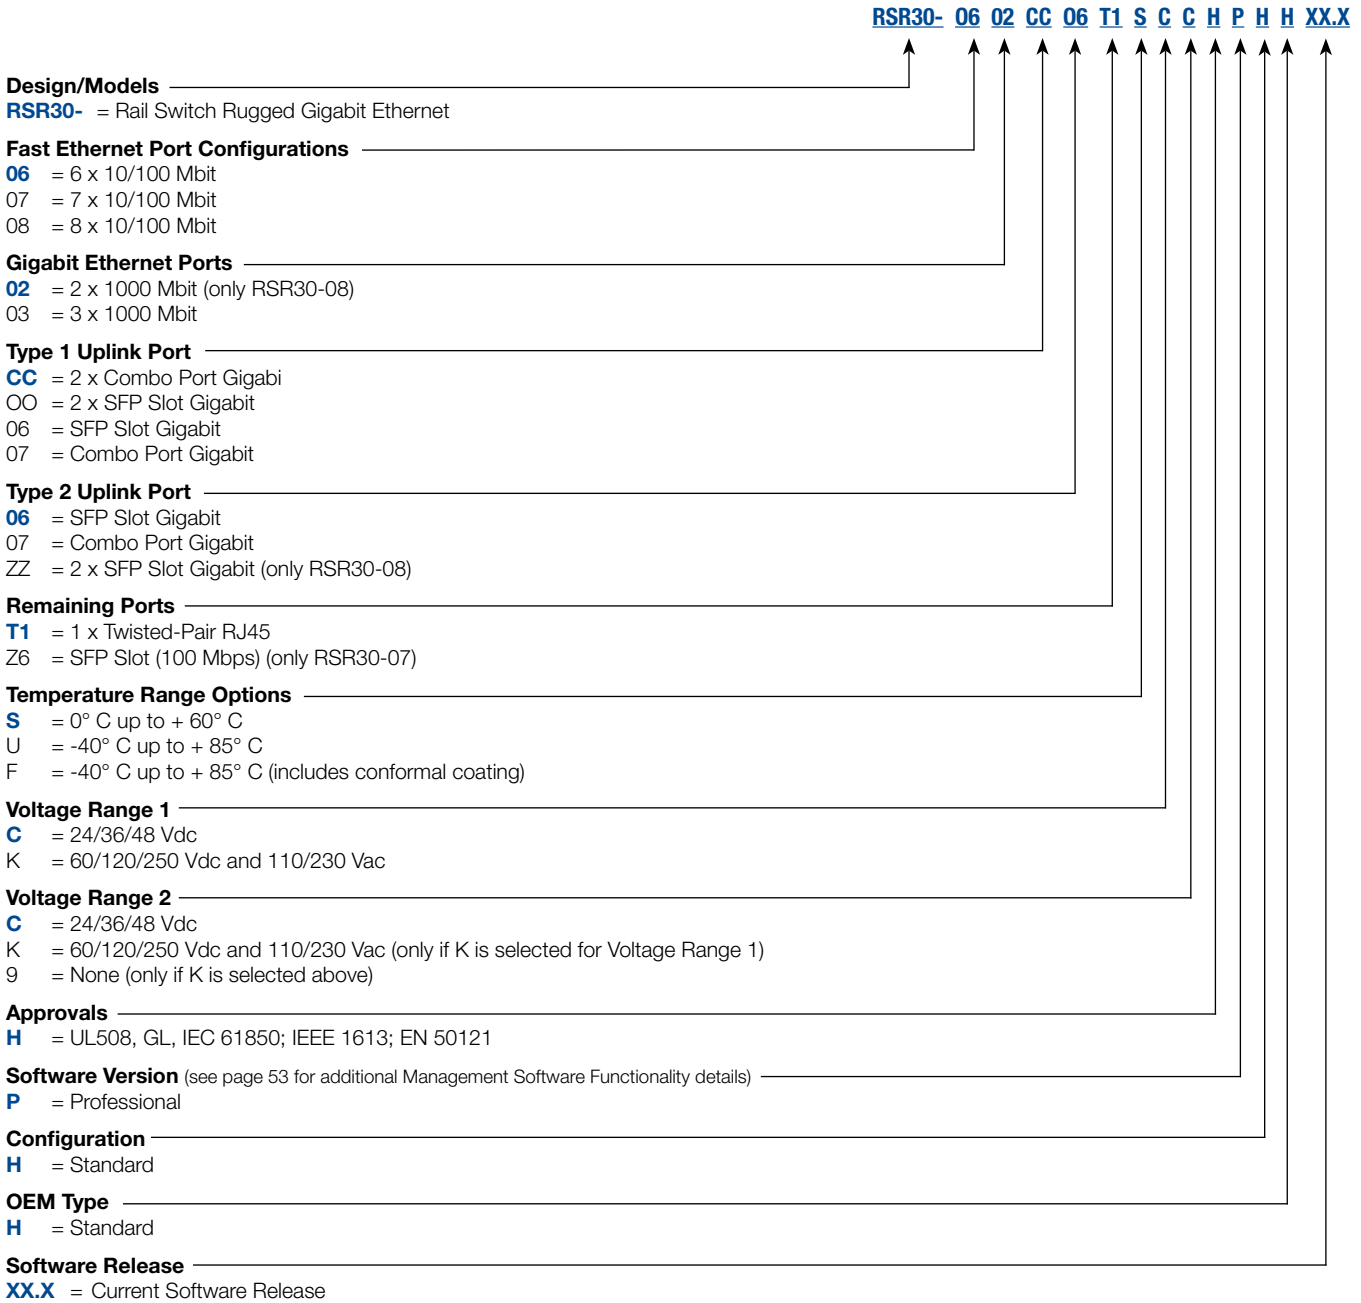 RSR30- 06 02 CC 06 T1 S C C H P H H XX.X
Design/Models
RSR30- = Rail Switch Rugged Gigabit Ethernet
Fast Ethernet Port Configurations
06 = 6 x 10/100 Mbit
07 = 7 x 10/100 Mbit
08 = 8 x 10/100 Mbit
Gigabit Ethernet Ports
02 = 2 x 1000 Mbit (only RSR30-08)
03 = 3 x 1000 Mbit
Type 1 Uplink Port
CC = 2 x Combo Port Gigabi
OO = 2 x SFP Slot Gigabit
06 = SFP Slot Gigabit
07 = Combo Port Gigabit
Type 2 Uplink Port
06 = SFP Slot Gigabit
07 = Combo Port Gigabit
ZZ = 2 x SFP Slot Gigabit (only RSR30-08)
Remaining Ports
T1 = 1 x Twisted-Pair RJ45
Z6 = SFP Slot (100 Mbps) (only RSR30-07)
Temperature Range Options
S = 0° C up to + 60° C
U = -40° C up to + 85° C
F = -40° C up to + 85° C (includes conformal coating)
Voltage Range 1
C = 24/36/48 Vdc
K = 60/120/250 Vdc and 110/230 Vac
Voltage Range 2
C = 24/36/48 Vdc
K = 60/120/250 Vdc and 110/230 Vac (only if K is selected for Voltage Range 1)
9 = None (only if K is selected above)
Approvals
H = UL508, GL, IEC 61850; IEEE 1613; EN 50121
Software Version (see page 53 for additional Management Software Functionality details)
P = Professional
Configuration
H = Standard
OEM Type
H = Standard
Software Release
XX.X = Current Software Release